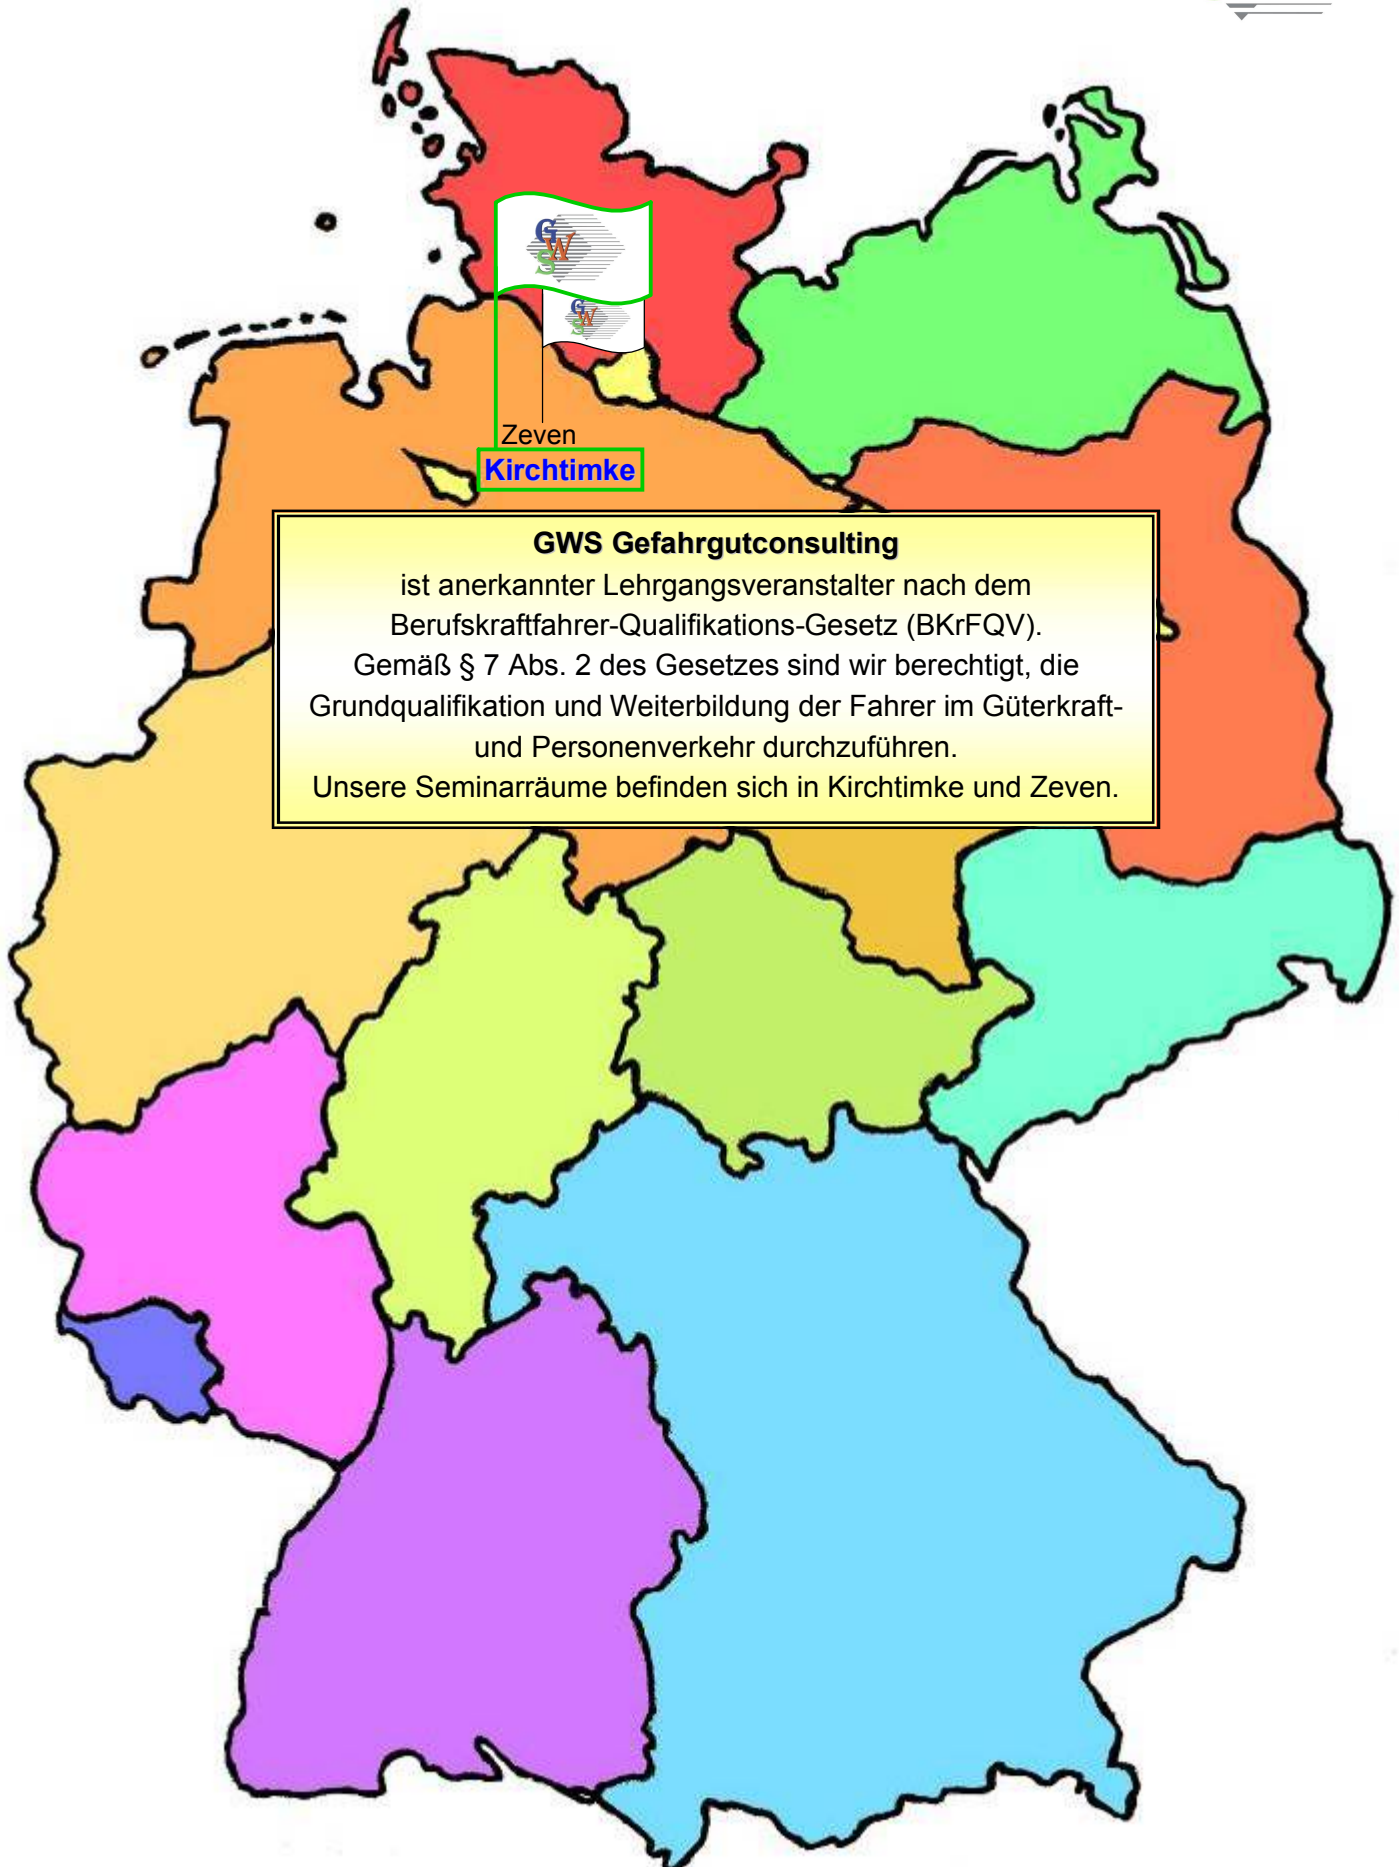 GWS
GWS
Zeven
Kirchtimke
GWS Gefahrgutconsulting
ist anerkannter Lehrgangsveranstalter nach dem
Berufskraftfahrer-Qualifikations-Gesetz (BKrFQV).
Gemäß § 7 Abs. 2 des Gesetzes sind wir berechtigt, die
Grundqualifikation und Weiterbildung der Fahrer im Güterkraft-
und Personenverkehr durchzuführen.
Unsere Seminarräume befinden sich in Kirchtimke und Zeven.